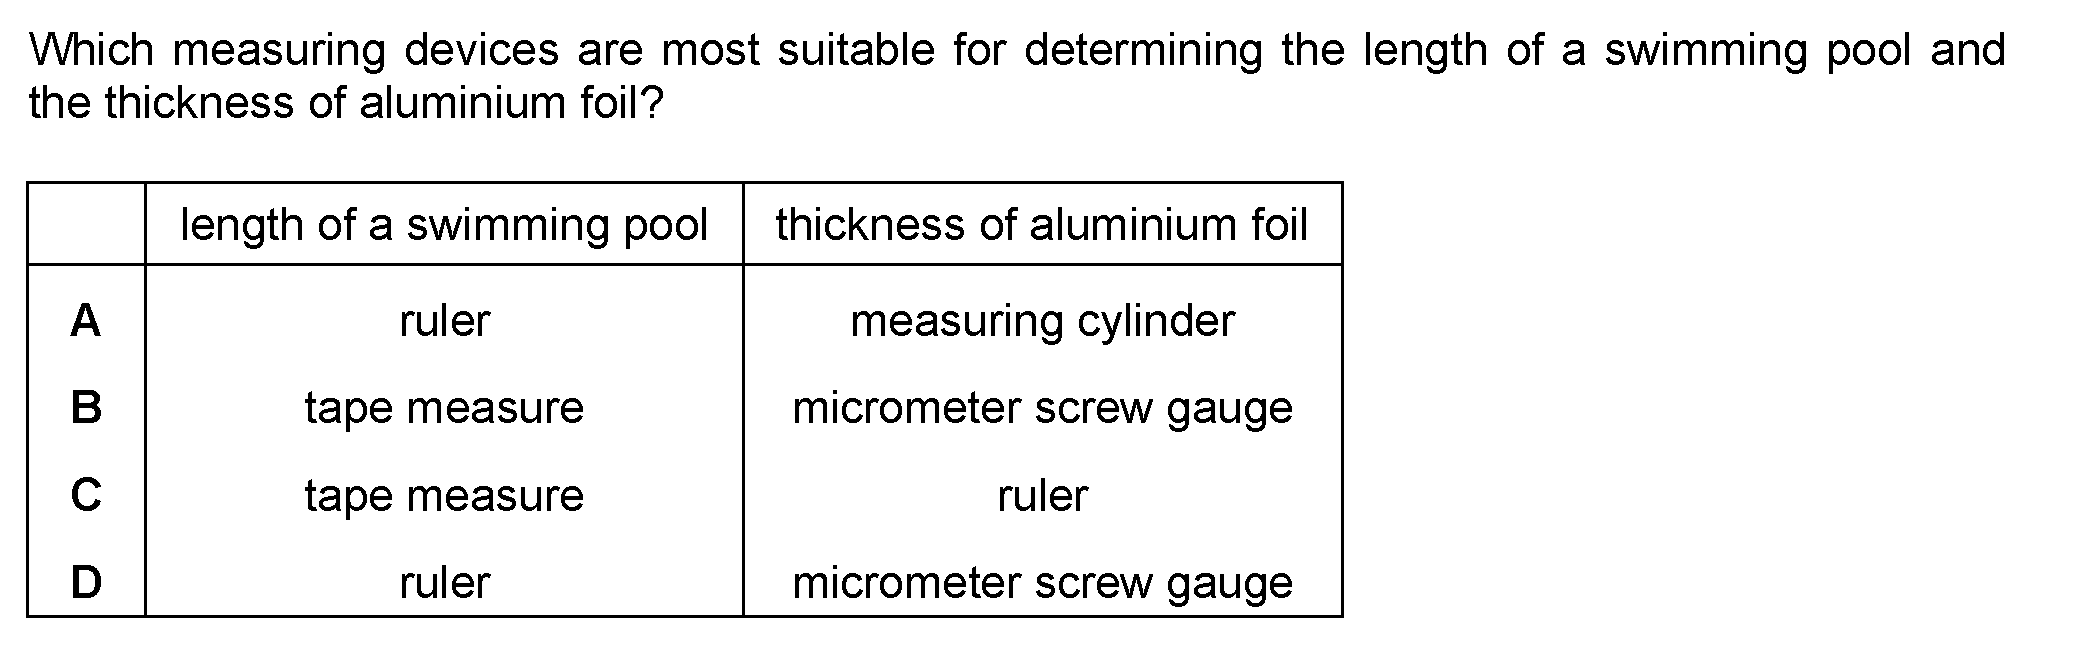 Which measuring devices are most suitable for determining the length of a swimming pool and
the thickness of aluminium foil?
length of a swimming pool thickness of aluminium foil
A ruler measuring cylinder
B tape measure micrometer screw gauge
C tape measure ruler
D ruler micrometer screw gauge